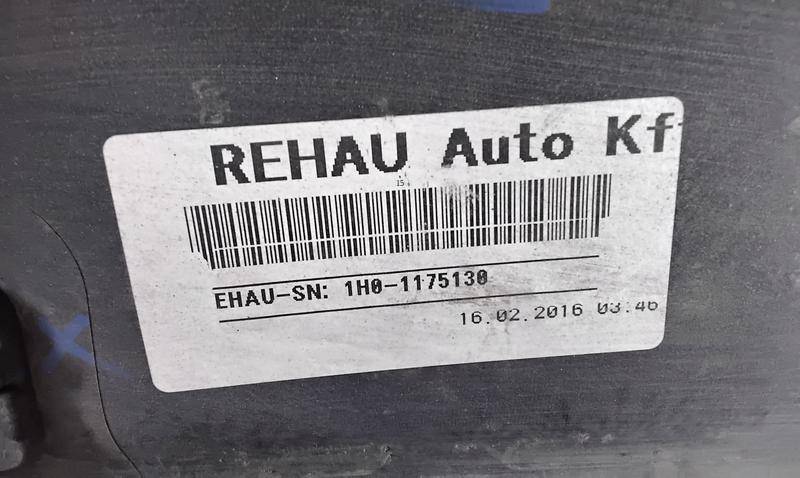 REHAU Auto Kf
EHAU-SN: 1H0-1175130
16.02.2016 03:46